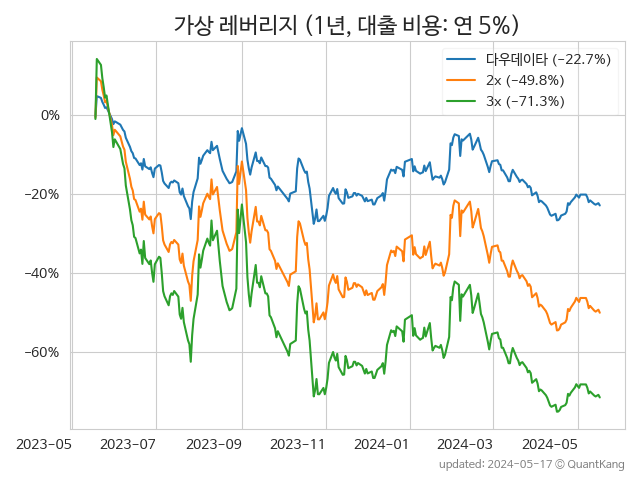 가상 레버리지 (1년, 대출 비용: 연 5%)
다우데이타 (−22.7%)
2x (−49.8%)
3x (−71.3%)
0%
−20%
−40%
−60%
2023-05 2023-07 2023-09 2023-11 2024-01 2024-03 2024-05
updated: 2024-05-17 © QuantKang